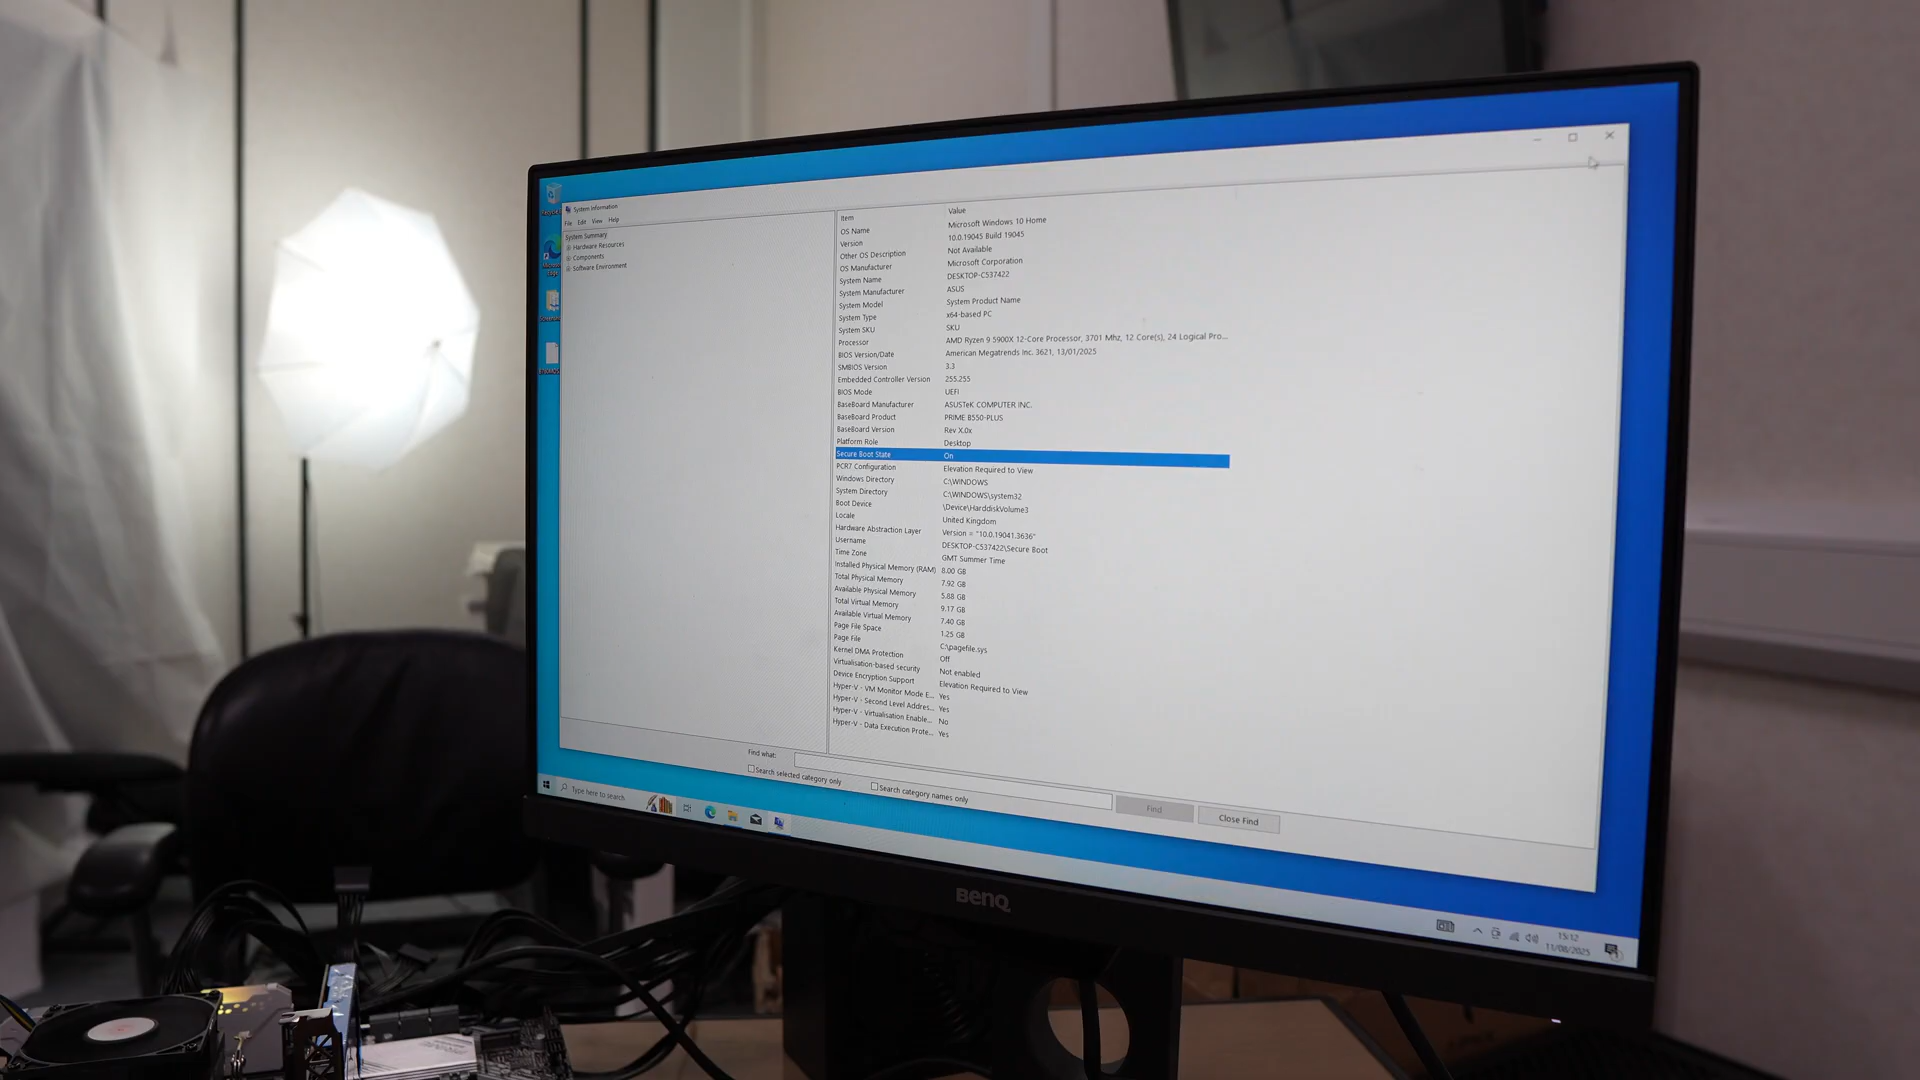 System Information
File Edit View Help
System Summary
Hardware Resources
Components
Software Environment
Item Value
OS Name Microsoft Windows 10 Home
Version 10.0.19045 Build 19045
Other OS Description Not Available
OS Manufacturer Microsoft Corporation
System Name DESKTOP-C537422
System Manufacturer ASUS
System Model System Product Name
System Type x64-based PC
System SKU SKU
Processor AMD Ryzen 9 5900X 12-Core Processor, 3701 Mhz, 12 Core(s), 24 Logical Pro...
BIOS Version/Date American Megatrends Inc. 3621, 13/01/2025
SMBIOS Version 3.3
Embedded Controller Version 255.255
BIOS Mode UEFI
BaseBoard Manufacturer ASUSTeK COMPUTER INC.
BaseBoard Product PRIME B550-PLUS
BaseBoard Version Rev X.0x
Platform Role Desktop
Secure Boot State On
PCR7 Configuration Elevation Required to View
Windows Directory C:\WINDOWS
System Directory C:\WINDOWS\system32
Boot Device \Device\HarddiskVolume3
Locale United Kingdom
Hardware Abstraction Layer Version = "10.0.19041.3636"
Username DESKTOP-C537422\Secure Boot
Time Zone GMT Summer Time
Installed Physical Memory (RAM) 8.00 GB
Total Physical Memory 7.92 GB
Available Physical Memory 5.88 GB
Total Virtual Memory 9.17 GB
Available Virtual Memory 7.40 GB
Page File Space 1.25 GB
Page File C:\pagefile.sys
Kernel DMA Protection Off
Virtualisation-based security Not enabled
Device Encryption Support Elevation Required to View
Hyper-V - VM Monitor Mode E... Yes
Hyper-V - Second Level Addres... Yes
Hyper-V - Virtualisation Enable... No
Hyper-V - Data Execution Prote... Yes
Find what:
Search selected category only
Search category names only
Find
Close Find
Type here to search
15:12
11/08/2025
BenQ